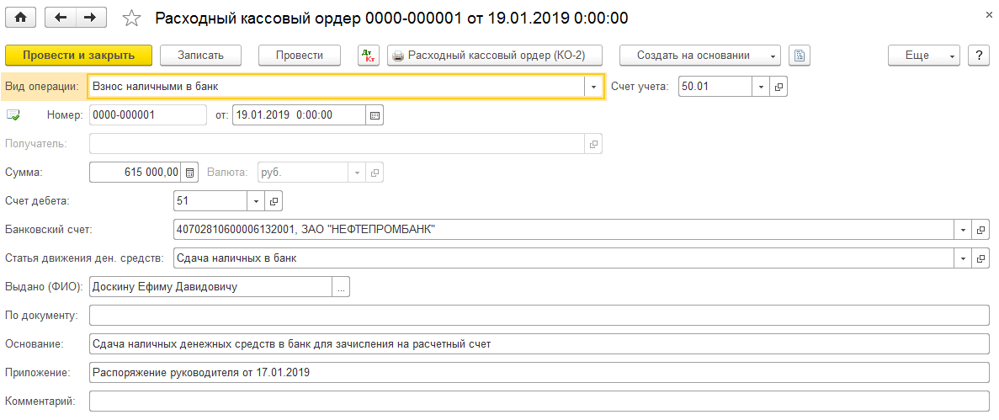 Расходный кассовый ордер 0000-000001 от 19.01.2019 0:00:00
Провести и закрыть Записать Провести Дт Кт Расходный кассовый ордер (КО-2) Создать на основании Еще ?
Вид операции: Взнос наличными в банк Счет учета: 50.01
Номер: 0000-000001 от: 19.01.2019 0:00:00
Получатель:
Сумма: 615 000,00 Валюта: руб.
Счет дебета: 51
Банковский счет: 40702810600006132001, ЗАО "НЕФТЕПРОМБАНК"
Статья движения ден. средств: Сдача наличных в банк
Выдано (ФИО): Доскину Ефиму Давидовичу ...
По документу:
Основание: Сдача наличных денежных средств в банк для зачисления на расчетный счет
Приложение: Распоряжение руководителя от 17.01.2019
Комментарий: